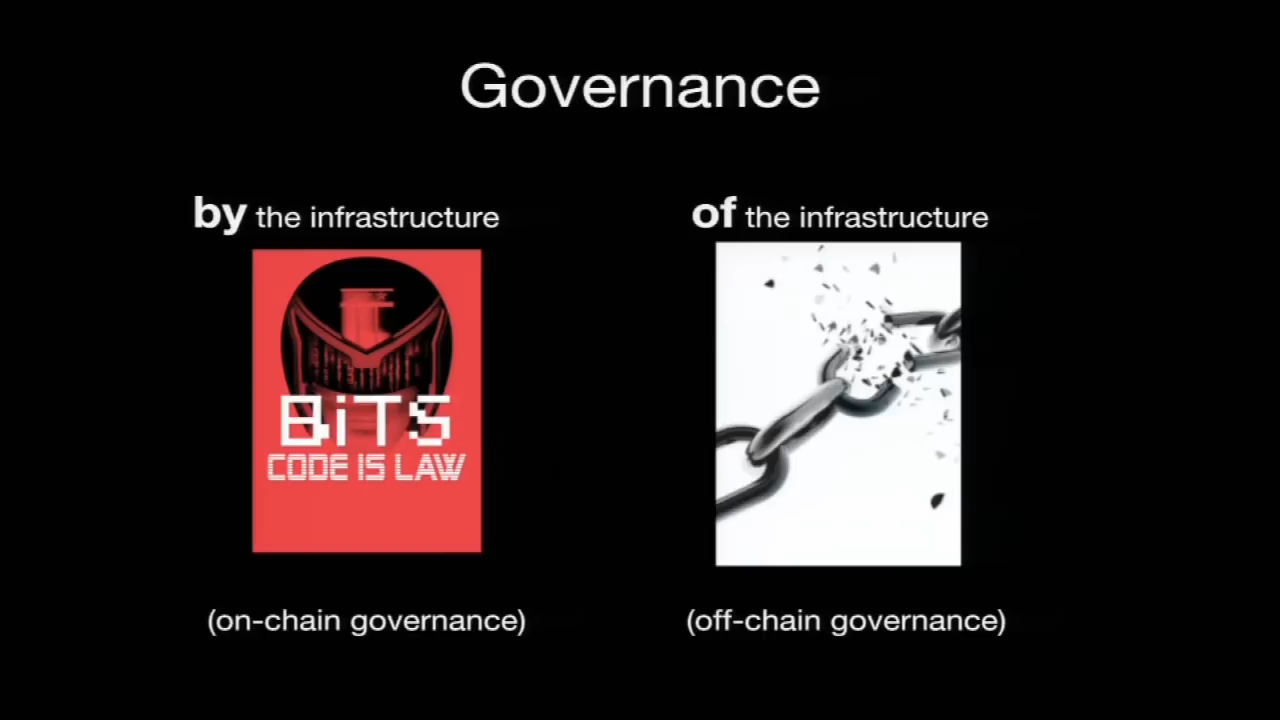 Governance
by the infrastructure
of the infrastructure
BiTS
CODE IS LAW
(on-chain governance)
(off-chain governance)